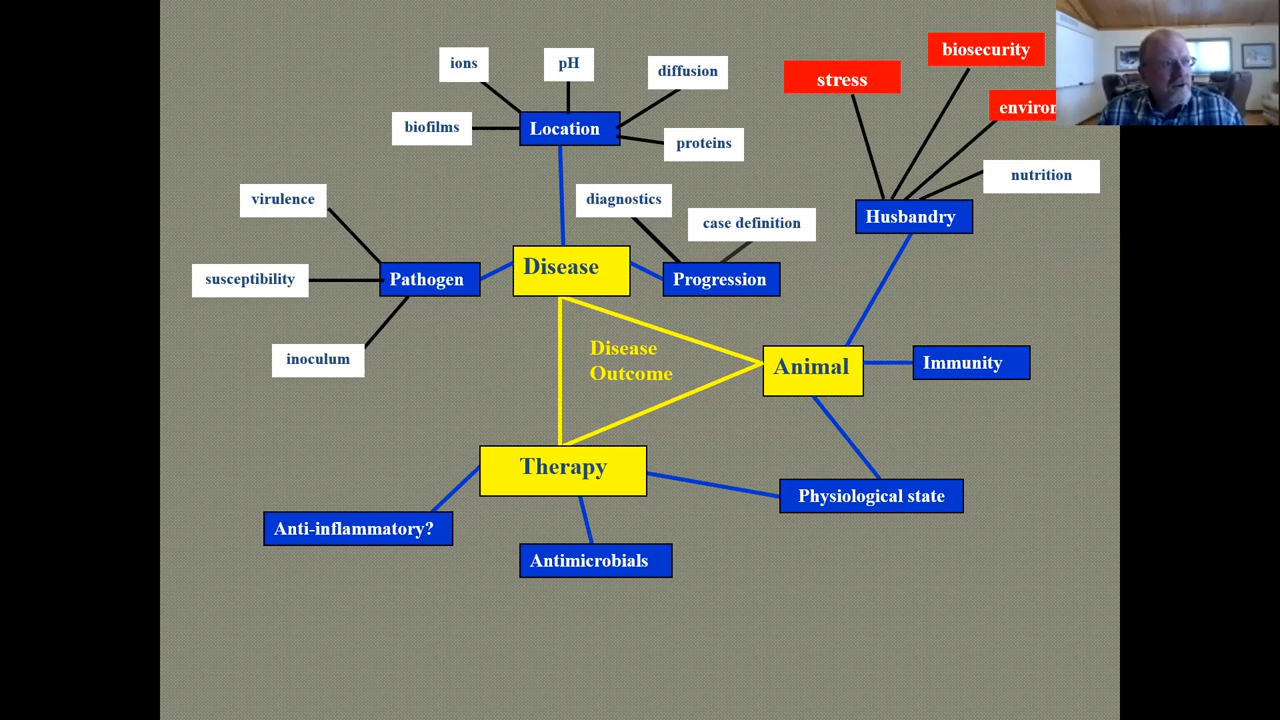 biosecurity
ions
pH
diffusion
stress
environ
biofilms
Location
proteins
nutrition
virulence
diagnostics
case definition
Husbandry
susceptibility
Pathogen
Disease
Progression
inoculum
Disease
Outcome
Animal
Immunity
Therapy
Physiological state
Anti-inflammatory?
Antimicrobials